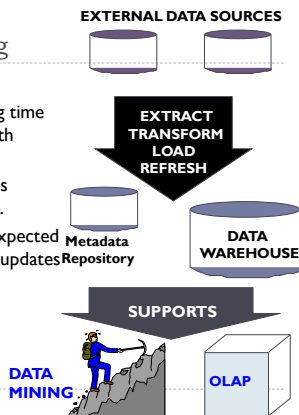 EXTERNAL DATA SOURCES
g
g time
th
s
.
xpected
updates
EXTRACT
TRANSFORM
LOAD
REFRESH
Metadata
Repository
DATA
WAREHOUSE
SUPPORTS
DATA
MINING
OLAP